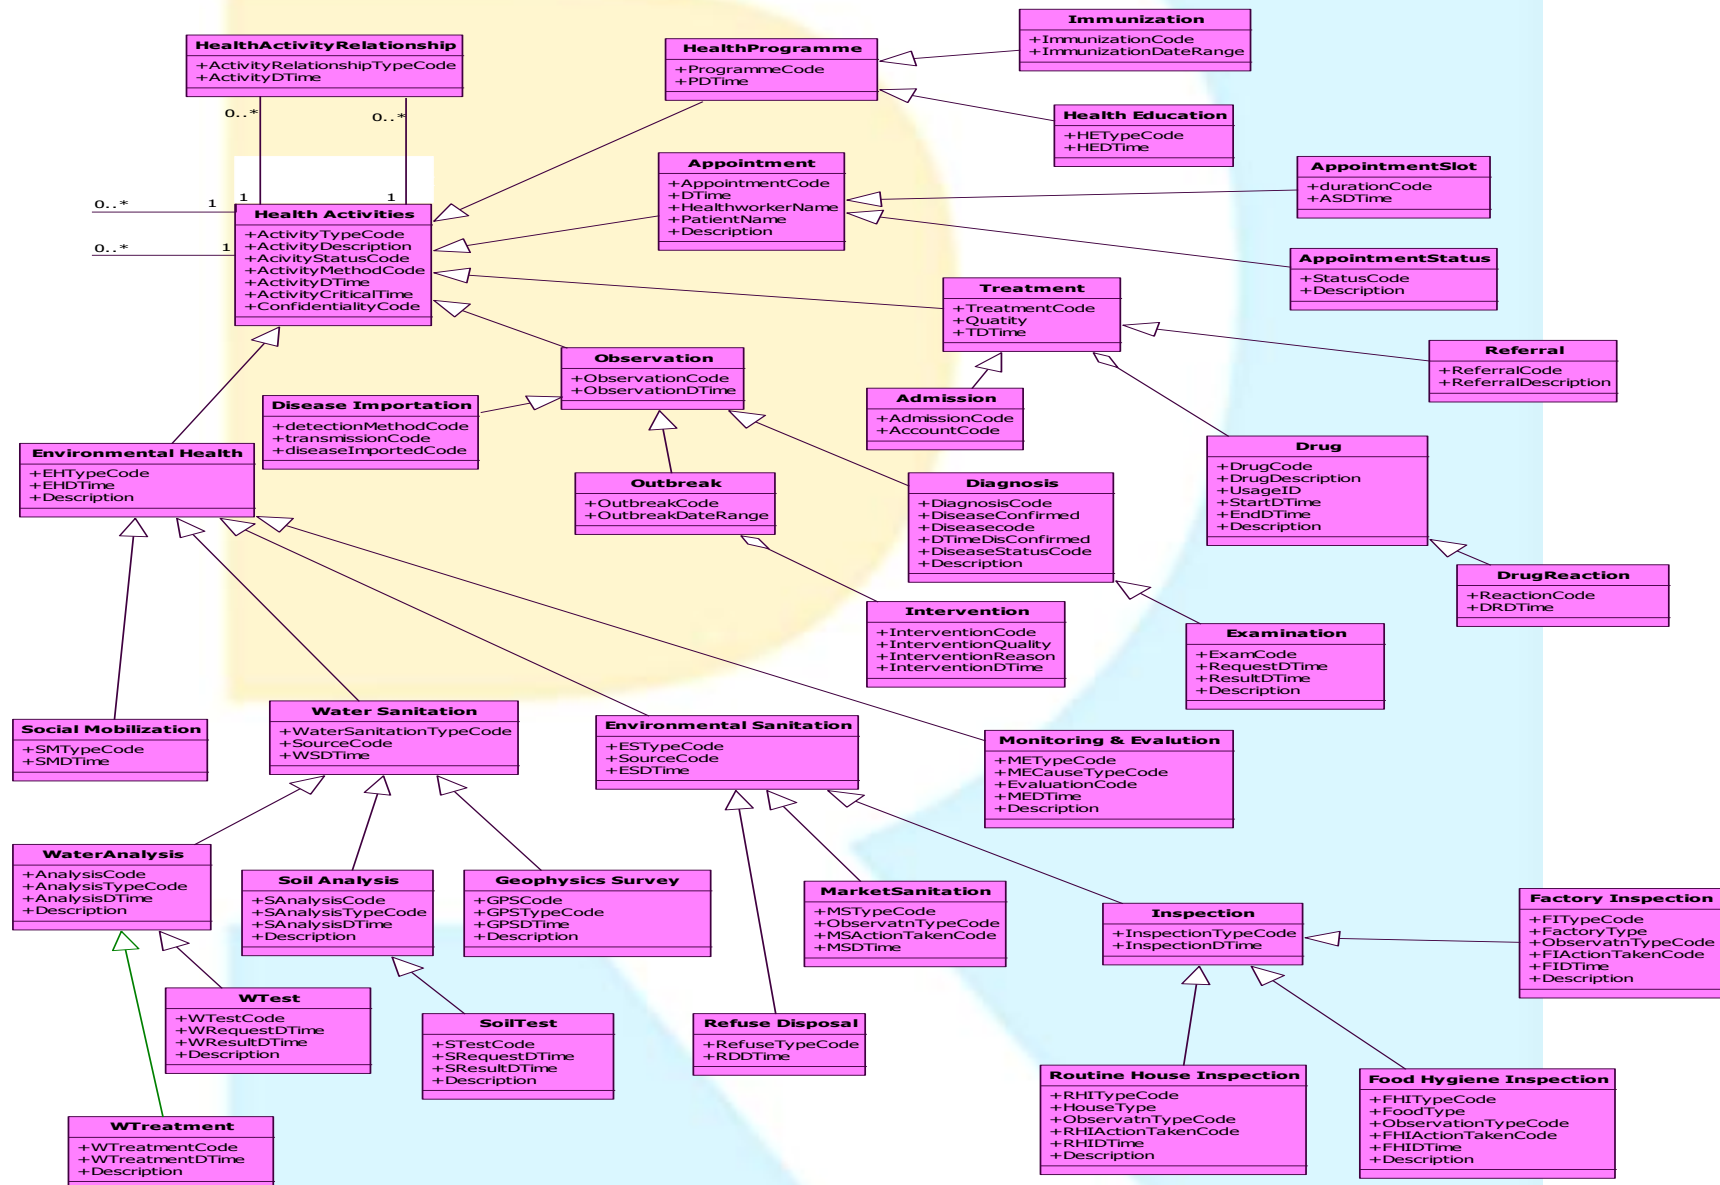 HealthActivityRelationship
+ActivityRelationshipTypeCode
+ActivityDTime
0..*
0..*
0..*
1
1
1
0..*
1
Health Activities
+ActivityTypeCode
+ActivityDescription
+AcivityStatusCode
+ActivityMethodCode
+ActivityDTime
+ActivityCriticalTime
+ConfidentialityCode
HealthProgramme
+ProgrammeCode
+PDTime
Immunization
+ImmunizationCode
+ImmunizationDateRange
Health Education
+HETypeCode
+HEDTime
Appointment
+AppointmentCode
+DTime
+HealthworkerName
+PatientName
+Description
AppointmentSlot
+durationCode
+ASDTime
AppointmentStatus
+StatusCode
+Description
Treatment
+TreatmentCode
+Quatity
+TDTime
Referral
+ReferralCode
+ReferralDescription
Observation
+ObservationCode
+ObservationDTime
Disease Importation
+detectionMethodCode
+transmissionCode
+diseaseImportedCode
Admission
+AdmissionCode
+AccountCode
Drug
+DrugCode
+DrugDescription
+UsageID
+StartDTime
+EndDTime
+Description
Environmental Health
+EHTypeCode
+EHDTime
+Description
Outbreak
+OutbreakCode
+OutbreakDateRange
Diagnosis
+DiagnosisCode
+DiseaseConfirmed
+Diseasecode
+DTimeDisConfirmed
+DiseaseStatusCode
+Description
DrugReaction
+ReactionCode
+DRDTime
Intervention
+InterventionCode
+InterventionQuality
+InterventionReason
+InterventionDTime
Examination
+ExamCode
+RequestDTime
+ResultDTime
+Description
Social Mobilization
+SMTypeCode
+SMDTime
Water Sanitation
+WaterSanitationTypeCode
+SourceCode
+WSDTime
Environmental Sanitation
+ESTypeCode
+SourceCode
+ESDTime
Monitoring & Evalution
+METypeCode
+MECauseTypeCode
+EvaluationCode
+MEDTime
+Description
WaterAnalysis
+AnalysisCode
+AnalysisTypeCode
+AnalysisDTime
+Description
Soil Analysis
+SAnalysisCode
+SAnalysisTypeCode
+SAnalysisDTime
+Description
Geophysics Survey
+GPSCode
+GPSTypeCode
+GPSDTime
+Description
MarketSanitation
+MSTypeCode
+ObservatnTypeCode
+MSActionTakenCode
+MSDTime
Inspection
+InspectionTypeCode
+InspectionDTime
Factory Inspection
+FITypeCode
+FactoryType
+ObservatnTypeCode
+FIActionTakenCode
+FIDTime
+Description
WTest
+WTestCode
+WRequestDTime
+WResultDTime
+Description
SoilTest
+STestCode
+SRequestDTime
+SResultDTime
+Description
Refuse Disposal
+RefuseTypeCode
+RDDTime
Routine House Inspection
+RHITypeCode
+HouseType
+ObservatnTypeCode
+RHIActionTakenCode
+RHIDTime
+Description
Food Hygiene Inspection
+FHITypeCode
+FoodType
+ObservationTypeCode
+FHIActionTakenCode
+FHIDTime
+Description
WTreatment
+WTreatmentCode
+WTreatmentDTime
+Description